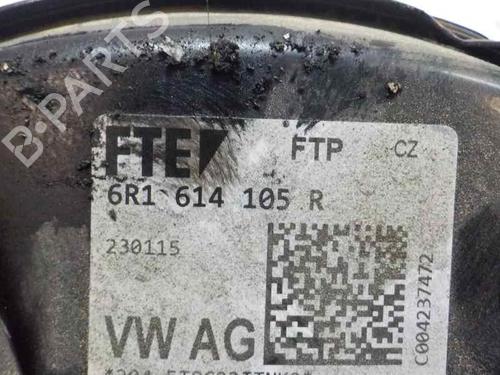 FTE FTP CZ
6R1 614 105 R
230115
VW AG
C004237472
B-PARTS